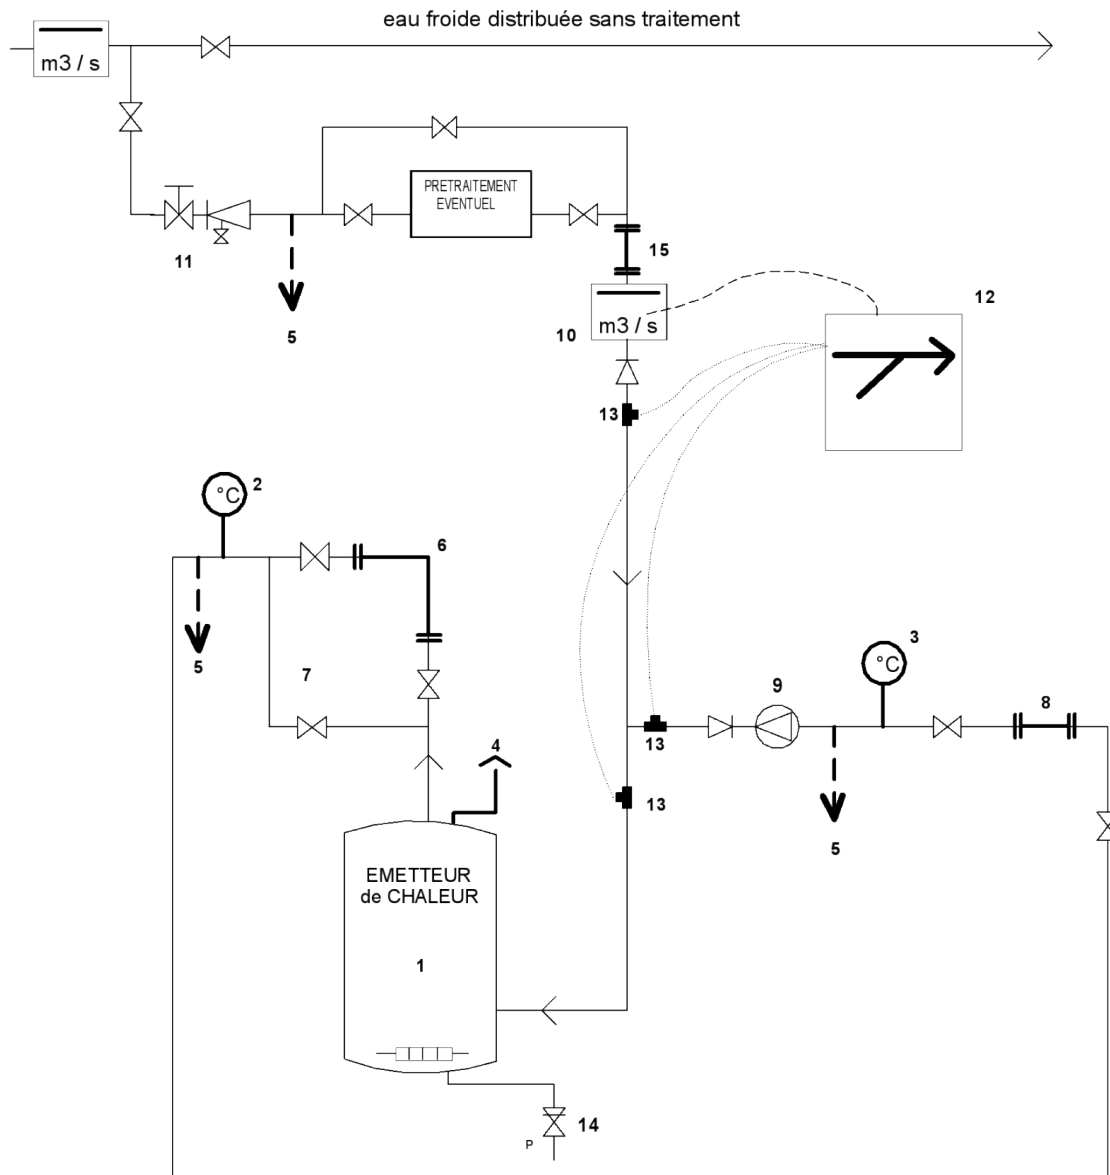 eau froide distribuée sans traitement
m3 / s
PRETRAITEMENT
EVENTUEL
15
11
12
5
10
m3 / s
13
2
°C
6
3
5
°C
7
9
8
4
13
13
5
EMETTEUR
de CHALEUR
1
14
P